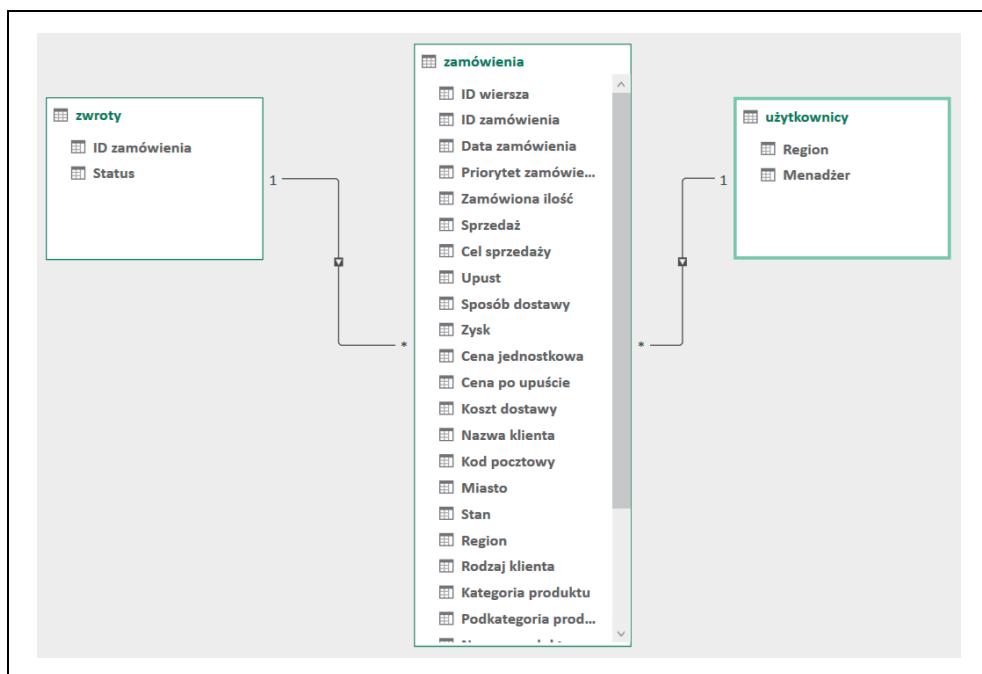 zwroty
ID zamówienia
Status
1
zamówienia
ID wiersza
ID zamówienia
Data zamówienia
Priorytet zamówie...
Zamówiona ilość
Sprzedaż
Cel sprzedaży
Upust
Sposób dostawy
Zysk
Cena jednostkowa
Cena po upuście
Koszt dostawy
Nazwa klienta
Kod pocztowy
Miasto
Stan
Region
Rodzaj klienta
Kategoria produktu
Podkategoria prod...
*
*
1
użytkownicy
Region
Menadżer